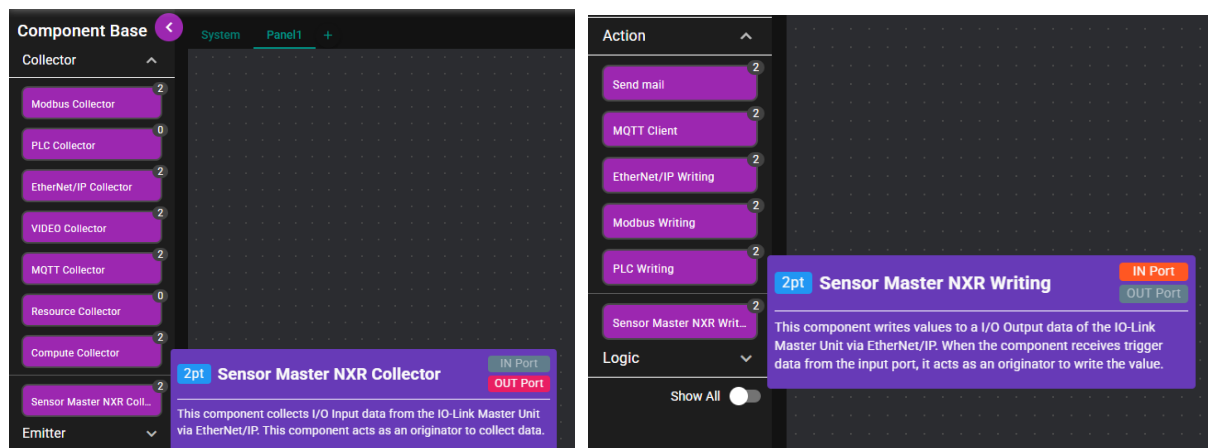 Component Base
System Panel1 +
Collector
2
Modbus Collector
0
PLC Collector
2
EtherNet/IP Collector
2
VIDEO Collector
2
MQTT Collector
0
Resource Collector
2
Compute Collector
2
Sensor Master NXR Coll...
Emitter
2pt Sensor Master NXR Collector
IN Port
OUT Port
This component collects I/O Input data from the IO-Link Master Unit
via EtherNet/IP. This component acts as an originator to collect data.
Action
2
Send mail
2
MQTT Client
2
EtherNet/IP Writing
2
Modbus Writing
2
PLC Writing
2
Sensor Master NXR Writ...
Logic
Show All
2pt Sensor Master NXR Writing
IN Port
OUT Port
This component writes values to a I/O Output data of the IO-Link
Master Unit via EtherNet/IP. When the component receives trigger
data from the input port, it acts as an originator to write the value.